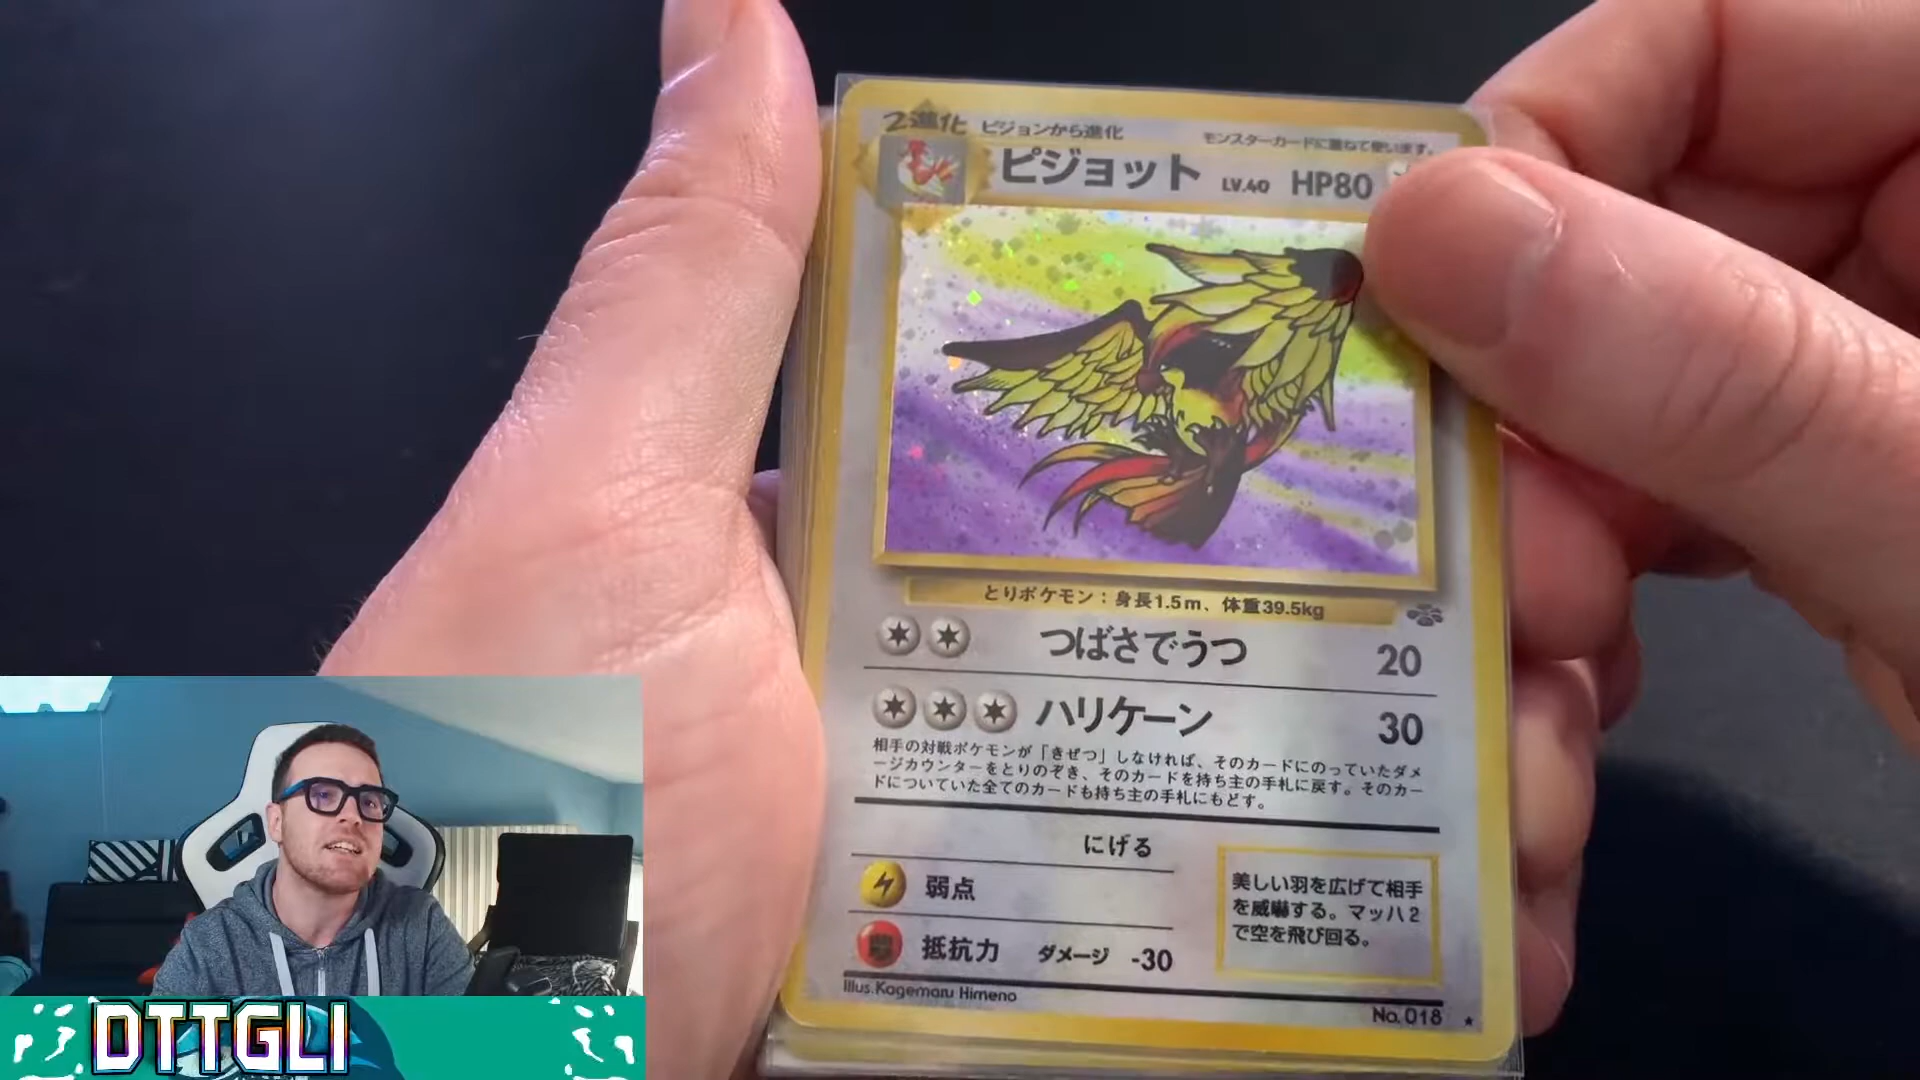 2進化 ピジョンから進化 モンスターカードに重ねて使います。
ピジョット LV.40 HP80
とりポケモン：身長1.5m、体重39.5kg
つばさでうつ 20
ハリケーン 30
相手の対戦ポケモンが「きぜつ」しなければ、そのカードにのっていたダメ
ージカウンターをとりのぞき、そのカードを持ち主の手札に戻す。そのカー
ドについていた全てのカードも持ち主の手札にもどす。
にげる
弱点
抵抗力 ダメージ -30
美しい羽を広げて相手
を威嚇する。マッハ2
で空を飛び回る。
Illus.Kagemaru Himeno
No.018 ★
DTTGLI